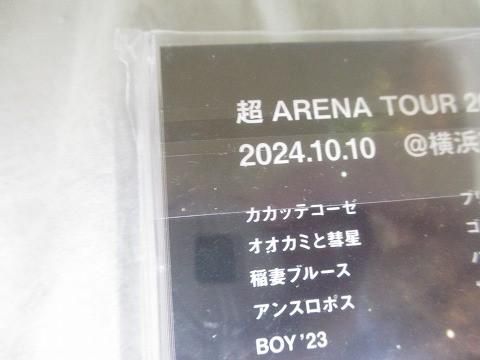 超 ARENA TOUR
2024.10.10 @横浜
カカッテコーゼ
オオカミと彗星
稲妻ブルース
アンスロポス
BOY '23